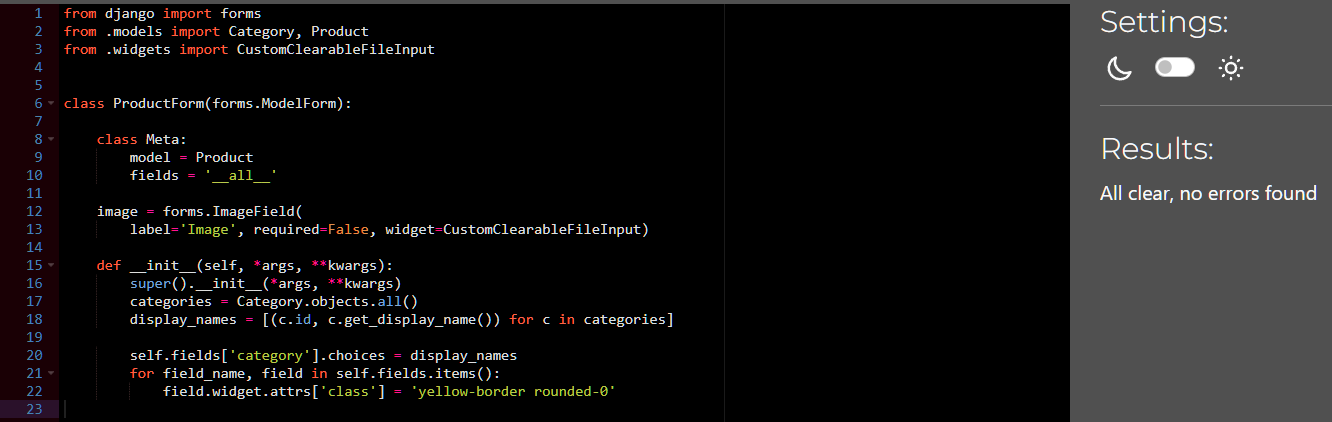 1 from django import forms
2 from .models import Category, Product
3 from .widgets import CustomClearableFileInput
4
5
6 class ProductForm(forms.ModelForm):
7
8     class Meta:
9         model = Product
10         fields = '__all__'
11
12     image = forms.ImageField(
13         label='Image', required=False, widget=CustomClearableFileInput)
14
15     def __init__(self, *args, **kwargs):
16         super().__init__(*args, **kwargs)
17         categories = Category.objects.all()
18         display_names = [(c.id, c.get_display_name()) for c in categories]
19
20         self.fields['category'].choices = display_names
21         for field_name, field in self.fields.items():
22             field.widget.attrs['class'] = 'yellow-border rounded-0'
23
Settings:
Results:
All clear, no errors found